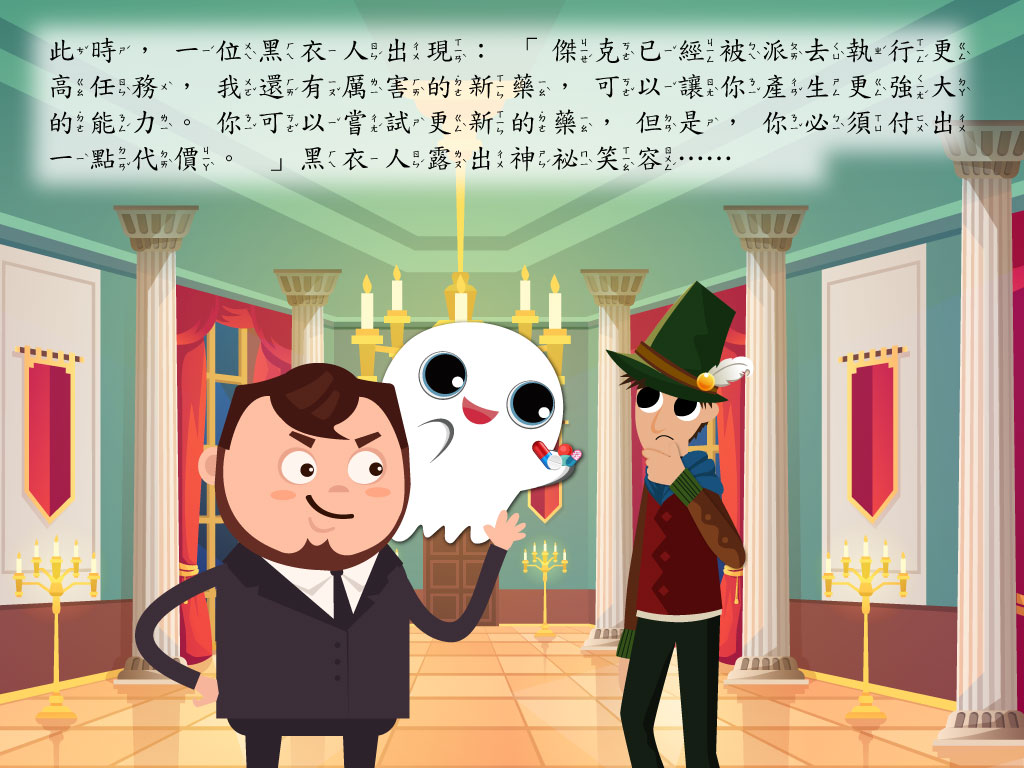 此時，一位黑衣人出現：「傑克已經被派去執行更
高任務，我還有厲害的新藥，可以讓你產生更強大
的能力。你可以嘗試更新的藥，但是，你必須付出
一點代價。」黑衣人露出神祕笑容……